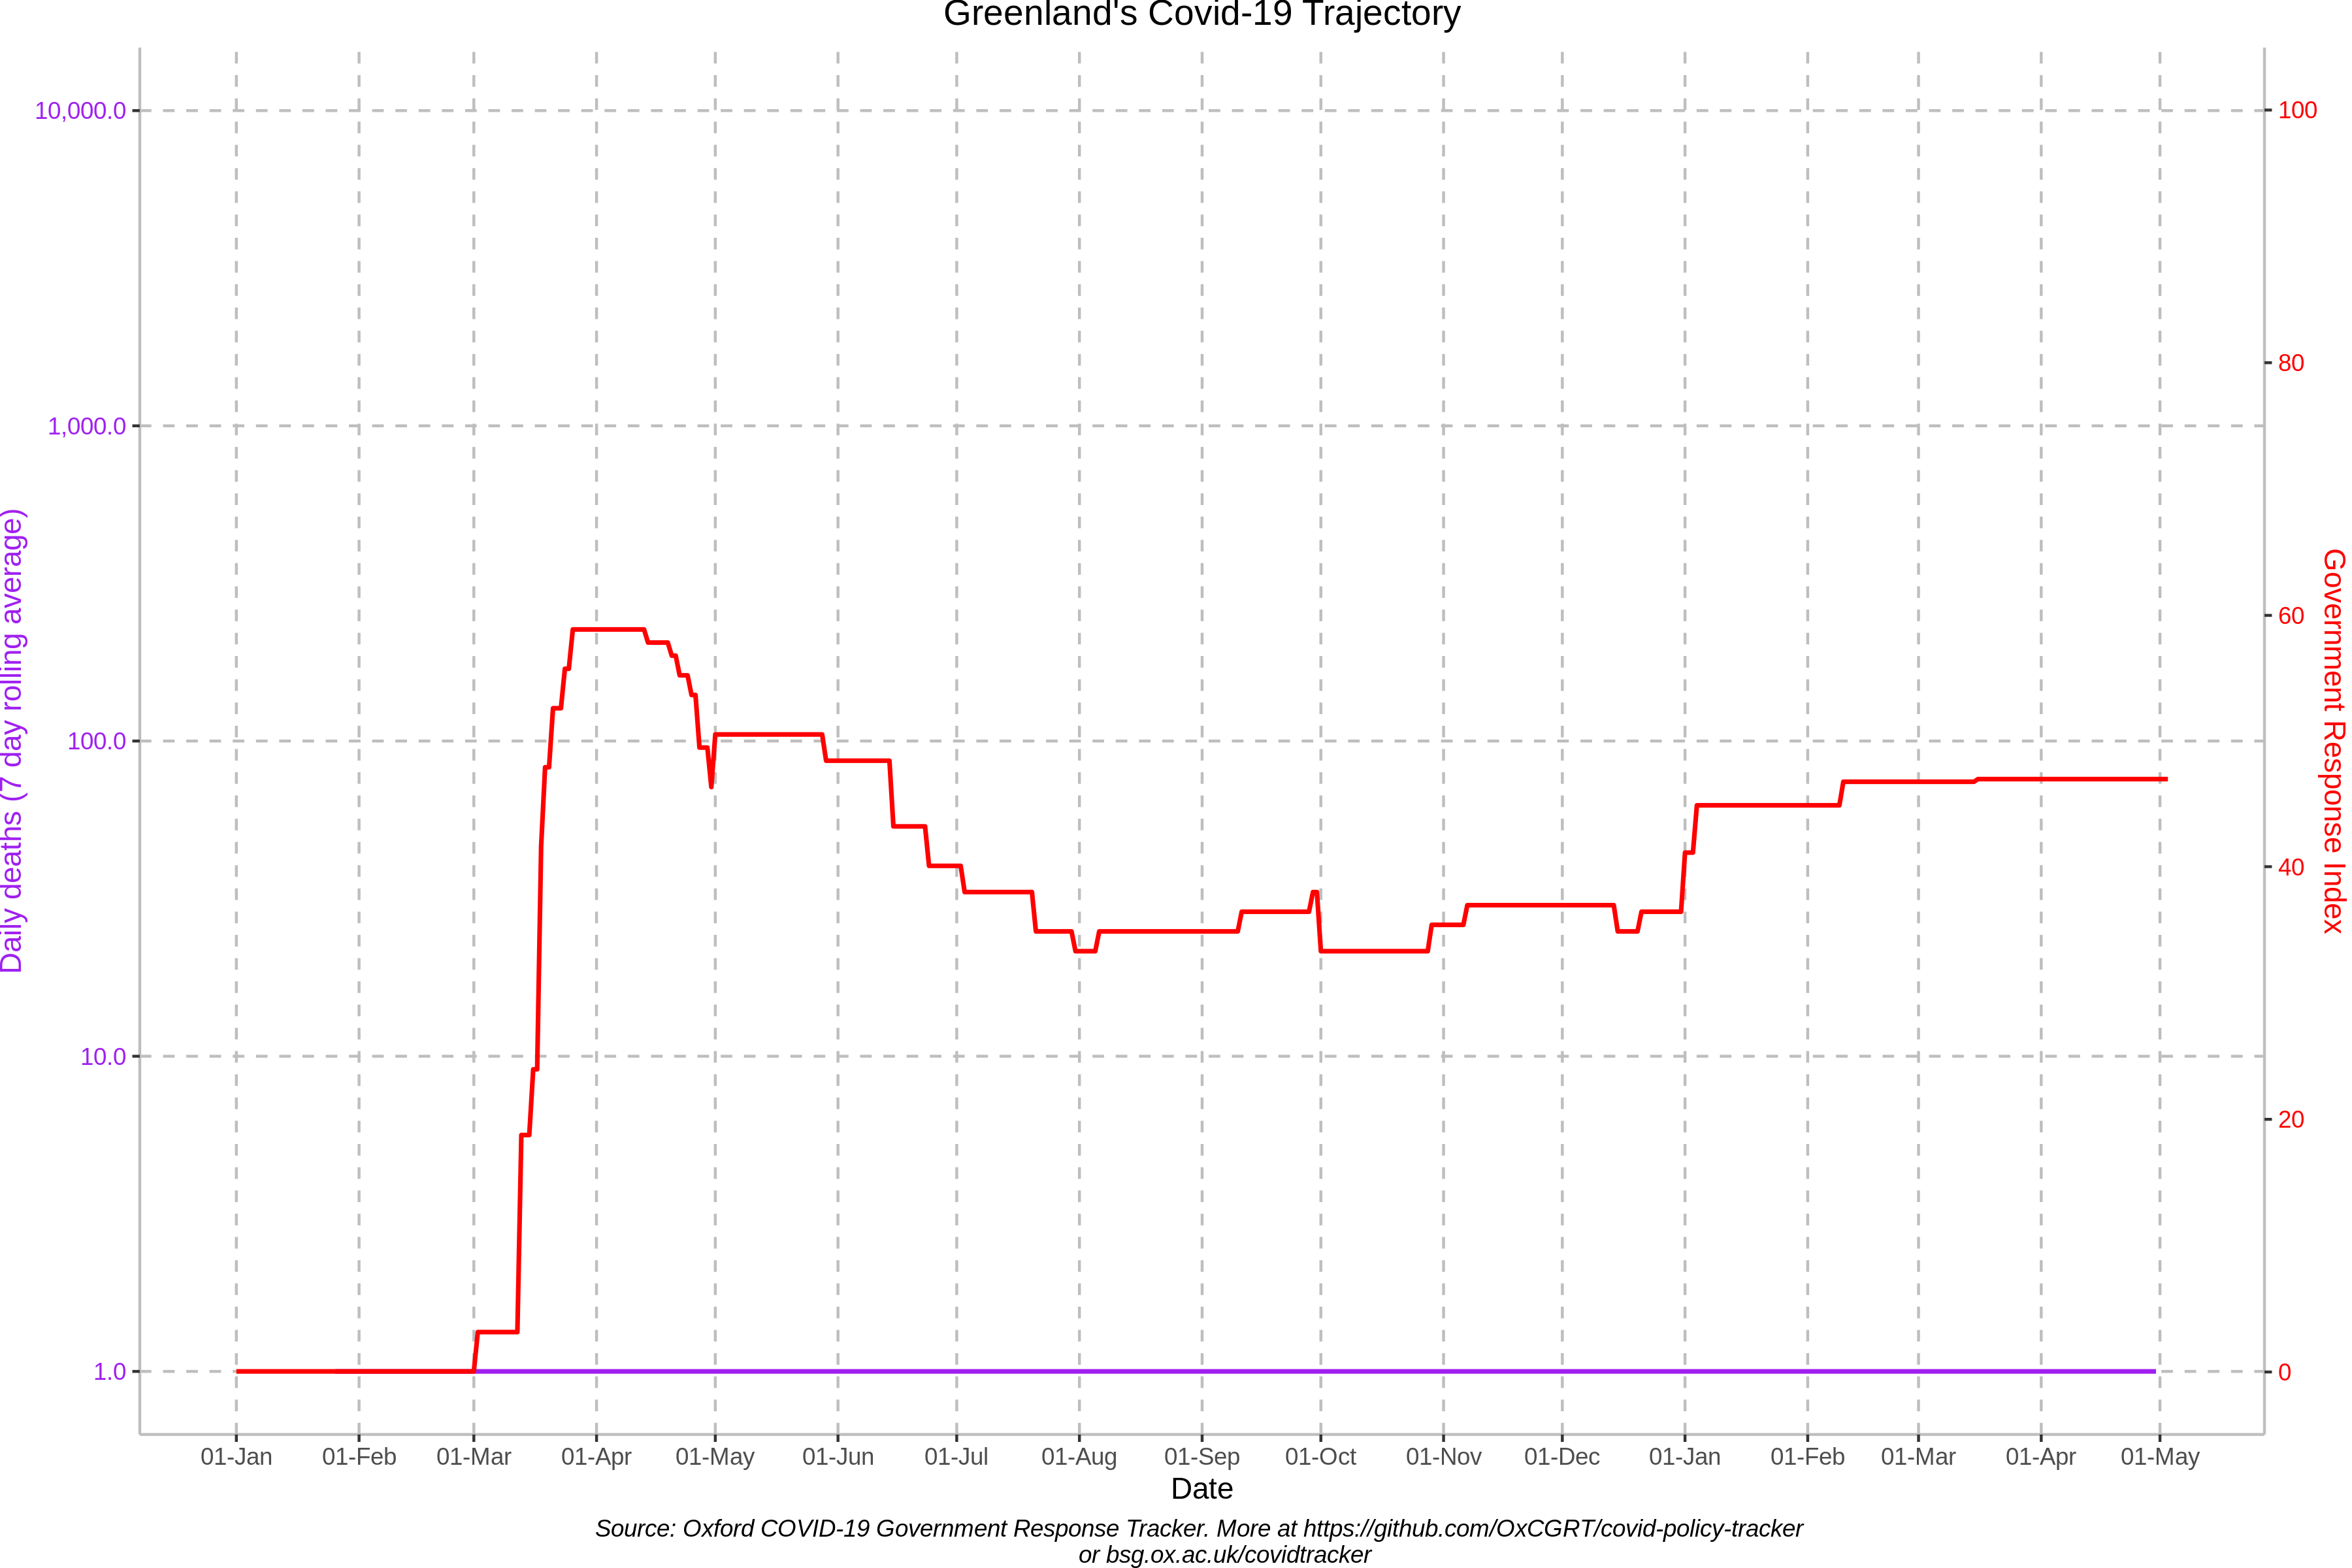 Greenland's Covid-19 Trajectory
10,000.0
1,000.0
100.0
10.0
1.0
Daily deaths (7 day rolling average)
100
80
60
40
20
0
Government Response Index
01-Jan 01-Feb 01-Mar 01-Apr 01-May 01-Jun 01-Jul 01-Aug 01-Sep 01-Oct 01-Nov 01-Dec 01-Jan 01-Feb 01-Mar 01-Apr 01-May
Date
Source: Oxford COVID-19 Government Response Tracker. More at https://github.com/OxCGRT/covid-policy-tracker
or bsg.ox.ac.uk/covidtracker